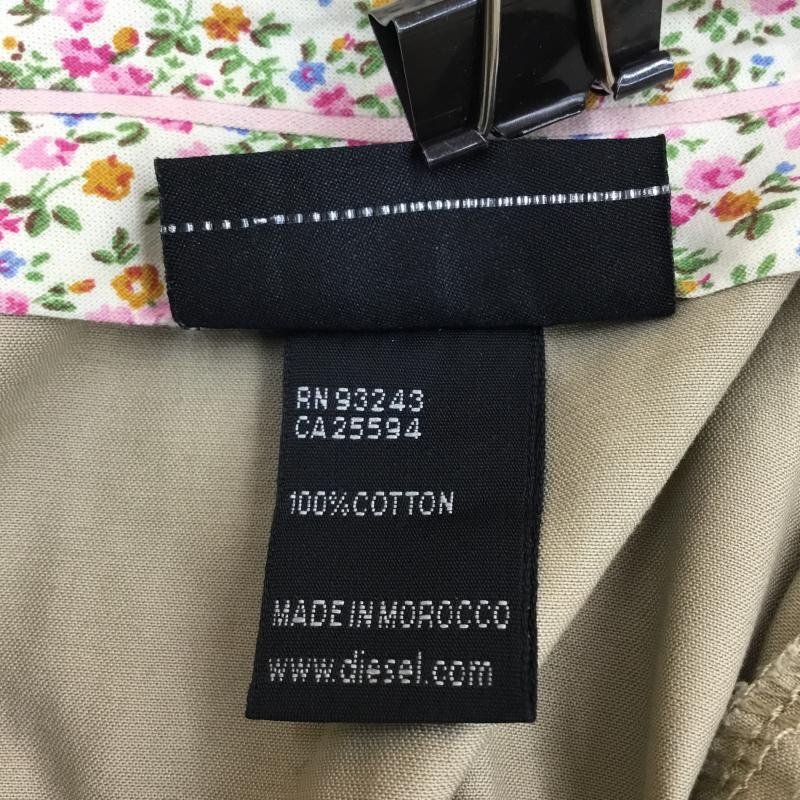 RN 93243
CA 25594
100% COTTON
MADE IN MOROCCO
www.diesel.com